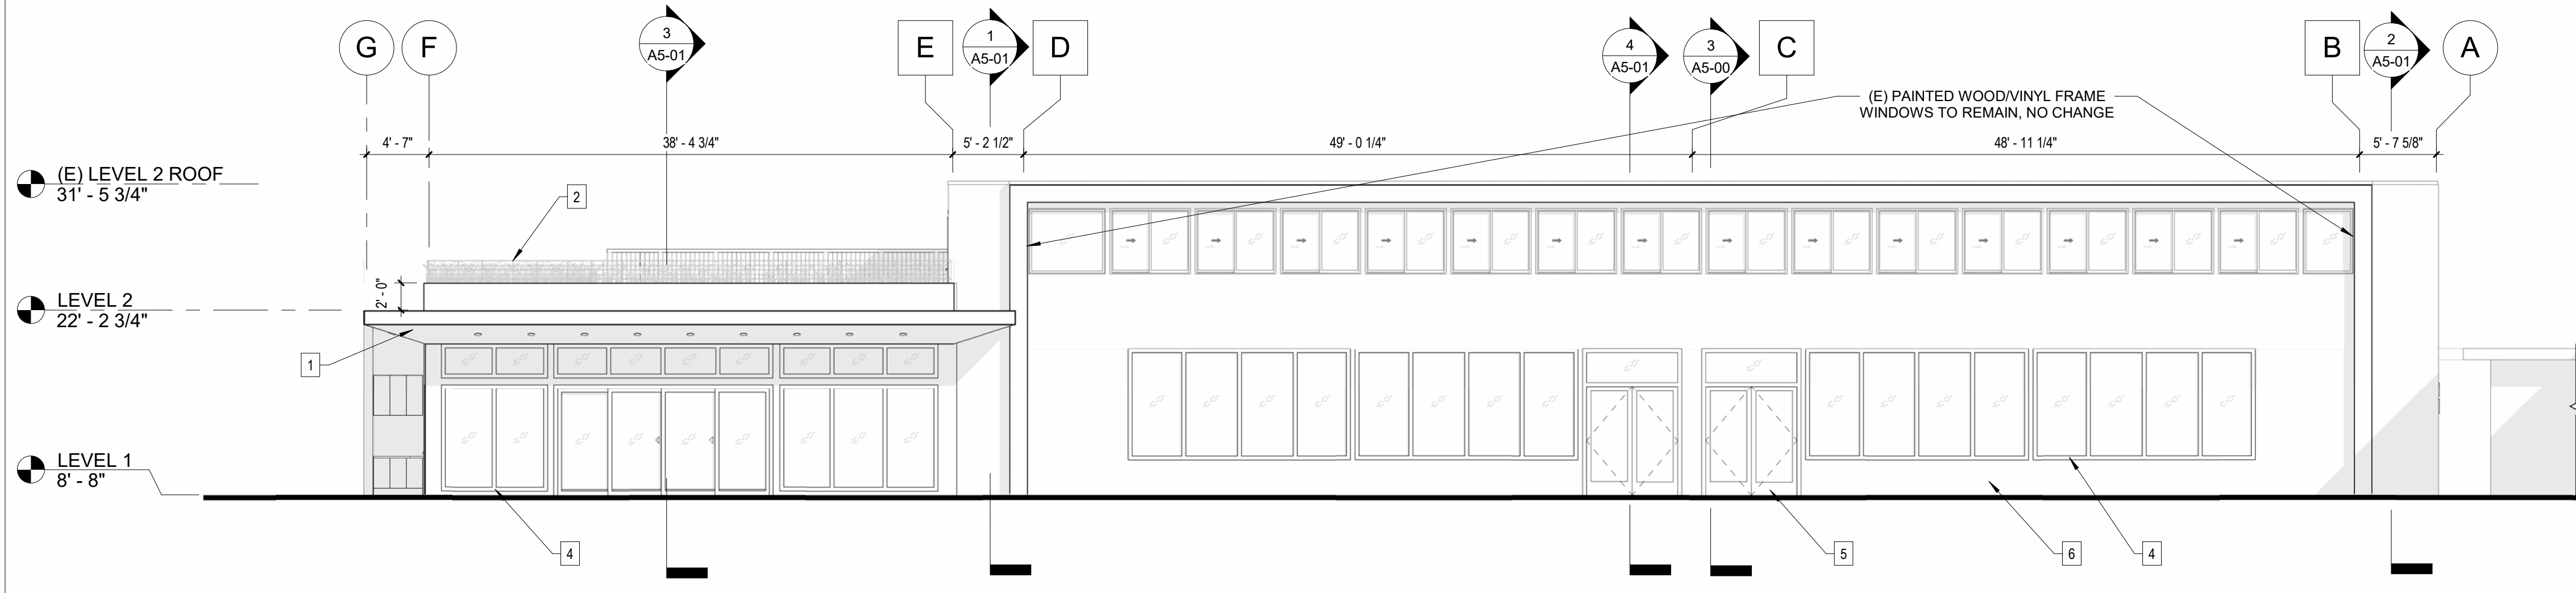 G
F
3
A5-01
E
1
A5-01
D
4
A5-01
3
A5-00
C
B
2
A5-01
A
(E) PAINTED WOOD/VINYL FRAME
WINDOWS TO REMAIN, NO CHANGE
4' - 7"
38' - 4 3/4"
5' - 2 1/2"
49' - 0 1/4"
48' - 11 1/4"
5' - 7 5/8"
(E) LEVEL 2 ROOF
31' - 5 3/4"
2
2' - 0"
LEVEL 2
22' - 2 3/4"
1
LEVEL 1
8' - 8"
4
5
6
4